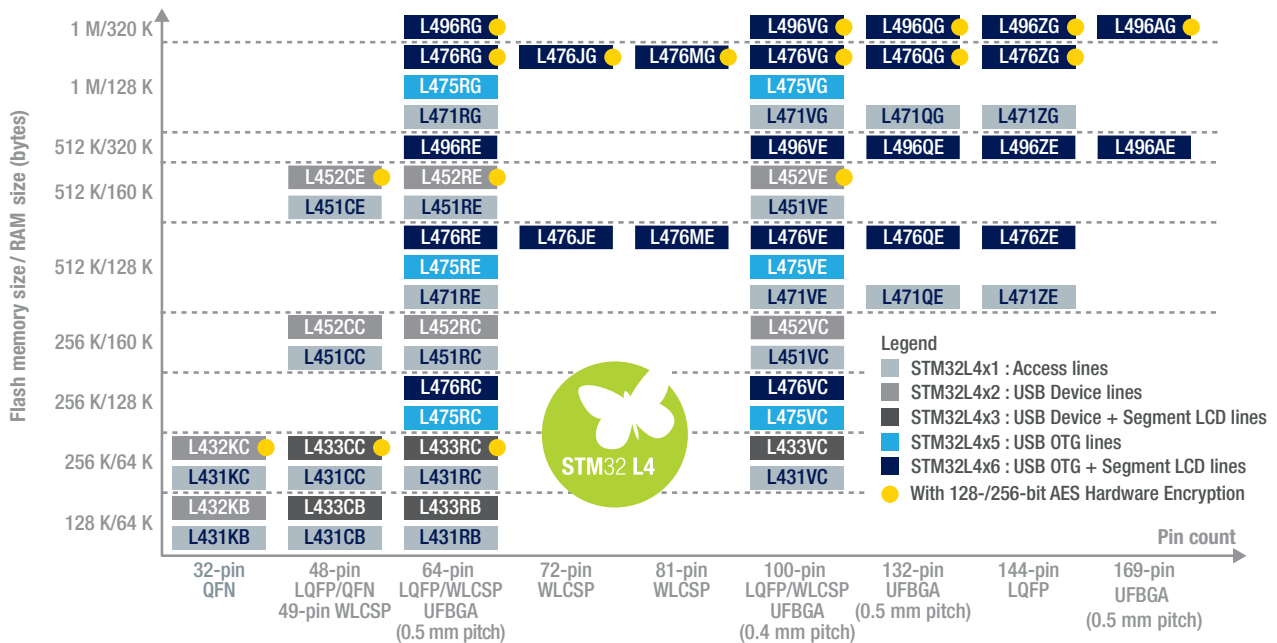 Flash memory size / RAM size (bytes)
1 M/320 K
L496RG L496VG L496QG L496ZG L496AG
1 M/128 K
L476RG L476JG L476MG L476VG L476QG L476ZG
L475RG L475VG
L471RG L471VG L471QG L471ZG
512 K/320 K
L496RE L496VE L496QE L496ZE L496AE
512 K/160 K
L452CE L452RE L452VE
L451CE L451RE L451VE
512 K/128 K
L476RE L476JE L476ME L476VE L476QE L476ZE
L475RE L475VE
L471RE L471VE L471QE L471ZE
256 K/160 K
L452CC L452RC L452VC
L451CC L451RC L451VC
256 K/128 K
L476RC L476VC
L475RC L475VC
256 K/64 K
L432KC L433CC L433RC L433VC
L431KC L431CC L431RC L431VC
128 K/64 K
L432KB L433CB L433RB
L431KB L431CB L431RB
STM32 L4
Legend
STM32L4x1 : Access lines
STM32L4x2 : USB Device lines
STM32L4x3 : USB Device + Segment LCD lines
STM32L4x5 : USB OTG lines
STM32L4x6 : USB OTG + Segment LCD lines
With 128-/256-bit AES Hardware Encryption
Pin count
32-pin
QFN
48-pin
LQFP/QFN
49-pin WLCSP
64-pin
LQFP/WLCSP
UFBGA
(0.5 mm pitch)
72-pin
WLCSP
81-pin
WLCSP
100-pin
LQFP/WLCSP
UFBGA
(0.4 mm pitch)
132-pin
UFBGA
(0.5 mm pitch)
144-pin
LQFP
169-pin
UFBGA
(0.5 mm pitch)